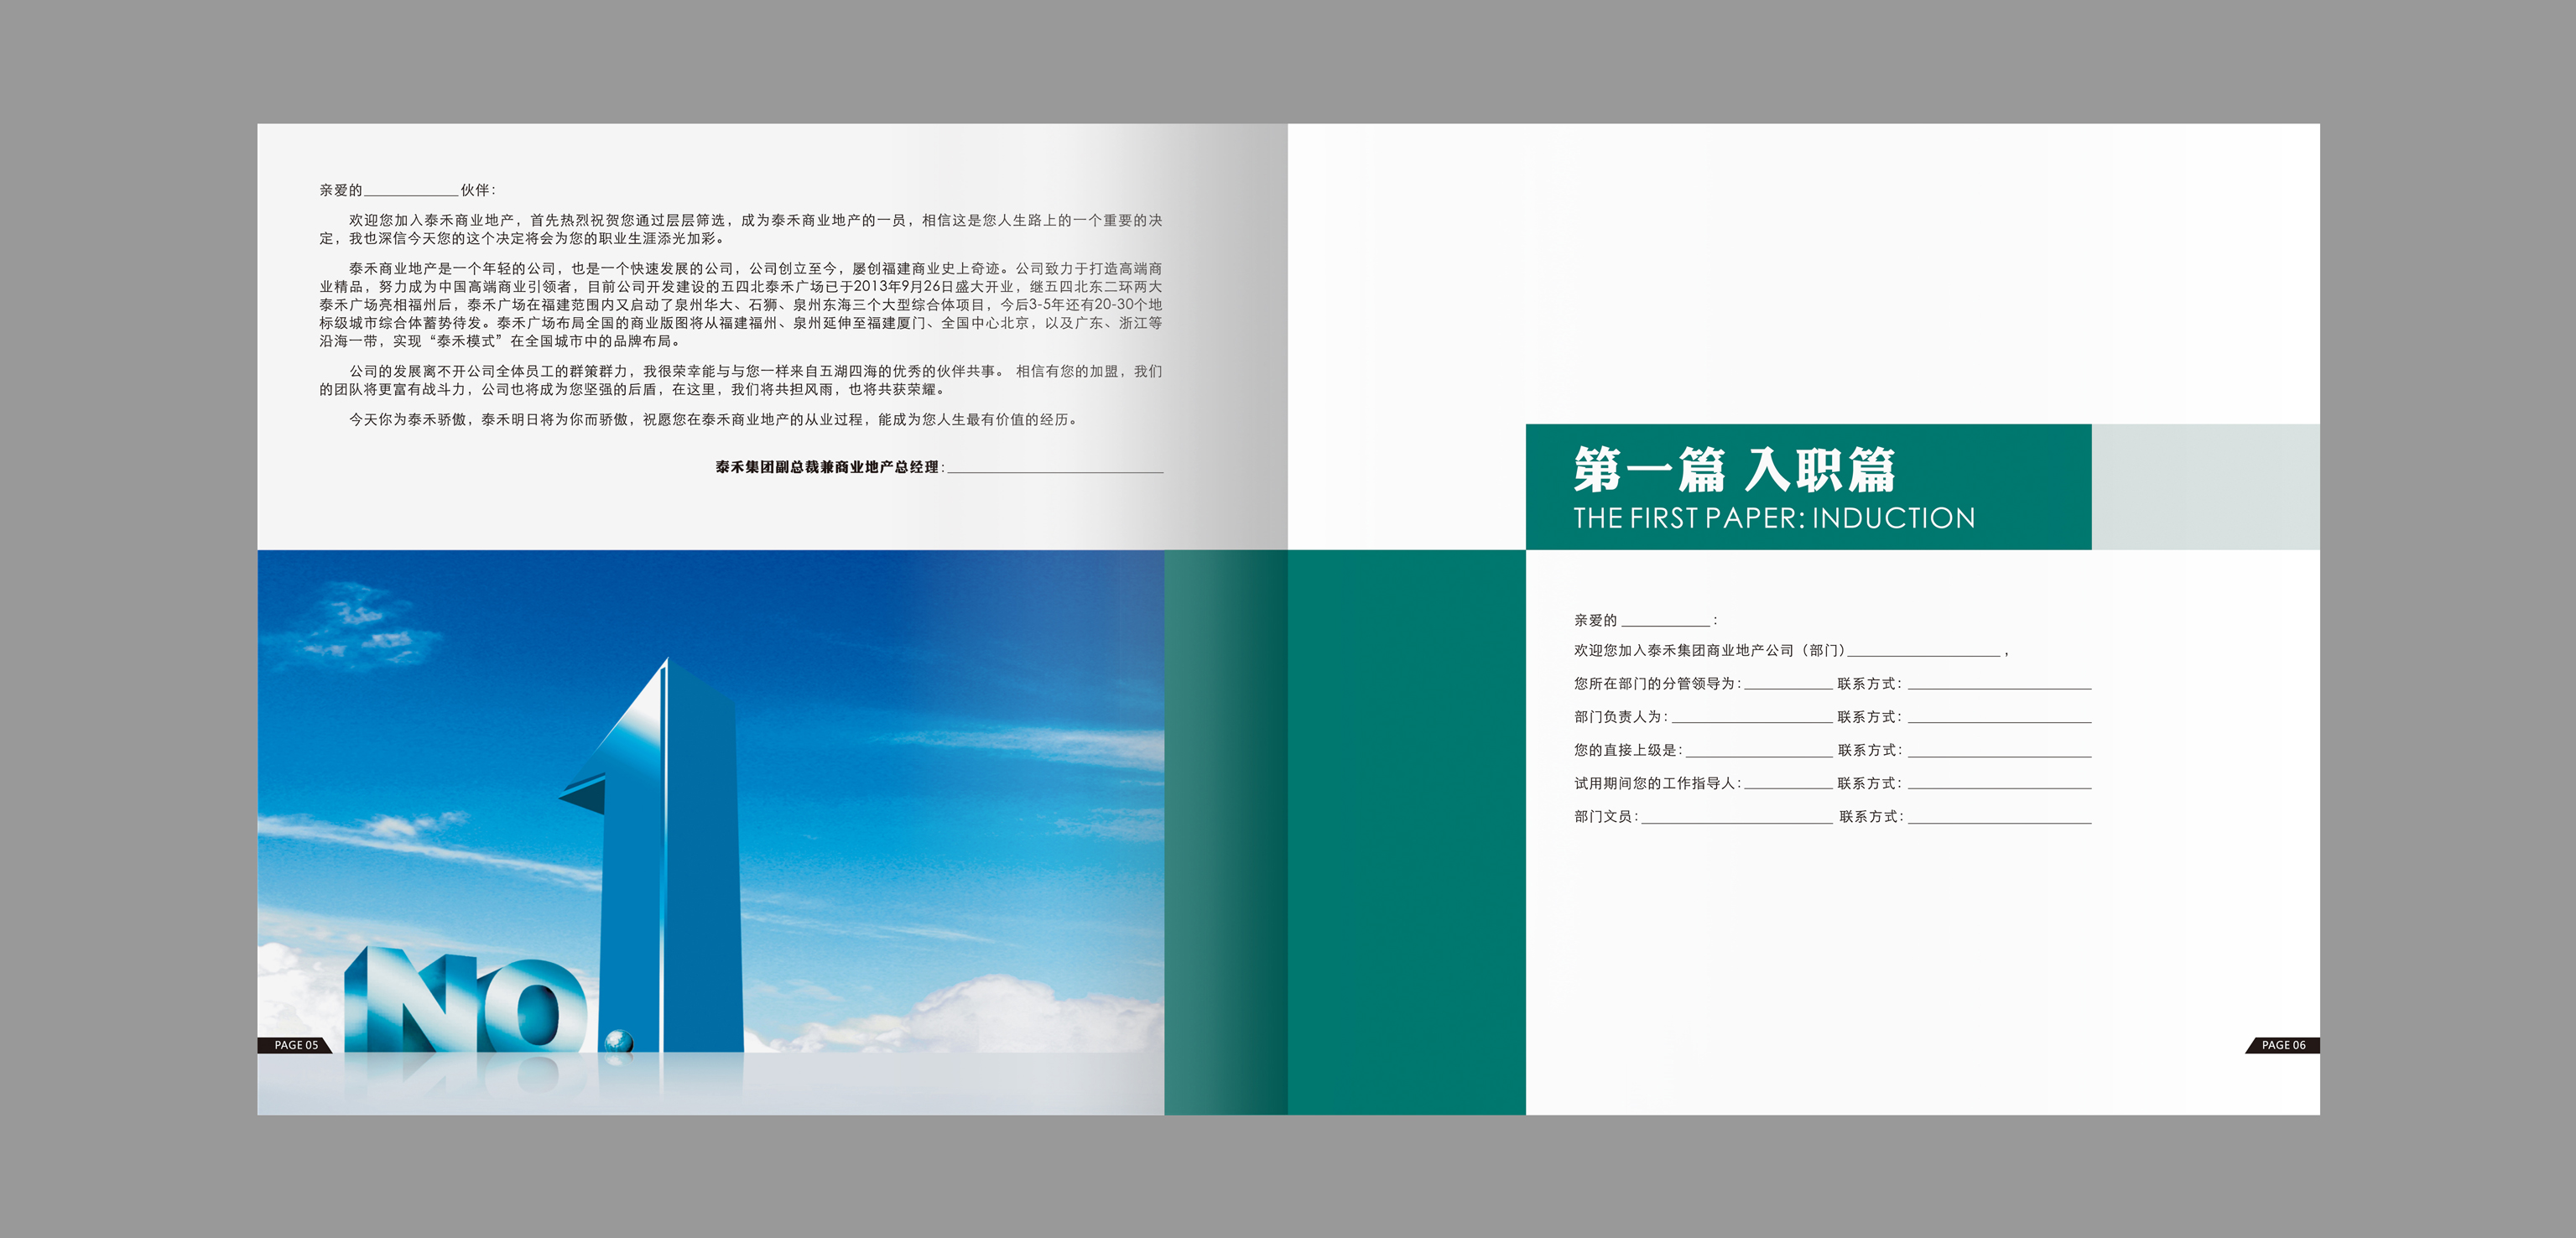 亲爱的____________伙伴：
欢迎您加入泰禾商业地产，首先热烈祝贺您通过层层筛选，成为泰禾商业地产的一员，相信这是您人生路上的一个重要的决
定，我也深信今天您的这个决定将会为您的职业生涯添光加彩。
泰禾商业地产是一个年轻的公司，也是一个快速发展的公司，公司创立至今，屡创福建商业史上奇迹。公司致力于打造高端商
业精品，努力成为中国高端商业引领者，目前公司开发建设的五四北泰禾广场已于2013年9月26日盛大开业，继五四北东二环两大
泰禾广场亮相福州后，泰禾广场在福建范围内又启动了泉州华大、石狮、泉州东海三个大型综合体项目，今后3-5年还有20-30个地
标级城市综合体蓄势待发。泰禾广场布局全国的商业版图将从福建福州、泉州延伸至福建厦门、全国中心北京，以及广东、浙江等
沿海一带，实现“泰禾模式”在全国城市中的品牌布局。
公司的发展离不开公司全体员工的群策群力，我很荣幸能与与您一样来自五湖四海的优秀的伙伴共事。 相信有您的加盟，我们
的团队将更富有战斗力，公司也将成为您坚强的后盾，在这里，我们将共担风雨，也将共获荣耀。
今天你为泰禾骄傲，泰禾明日将为你而骄傲，祝愿您在泰禾商业地产的从业过程，能成为您人生最有价值的经历。
泰禾集团副总裁兼商业地产总经理：____________
NO
1
PAGE 05
第一篇 入职篇
THE FIRST PAPER: INDUCTION
亲爱的 ____________：
欢迎您加入泰禾集团商业地产公司（部门）____________，
您所在部门的分管领导为：____________ 联系方式：____________
部门负责人为：____________ 联系方式：____________
您的直接上级是：____________ 联系方式：____________
试用期间您的工作指导人：____________ 联系方式：____________
部门文员：____________ 联系方式：____________
PAGE 06